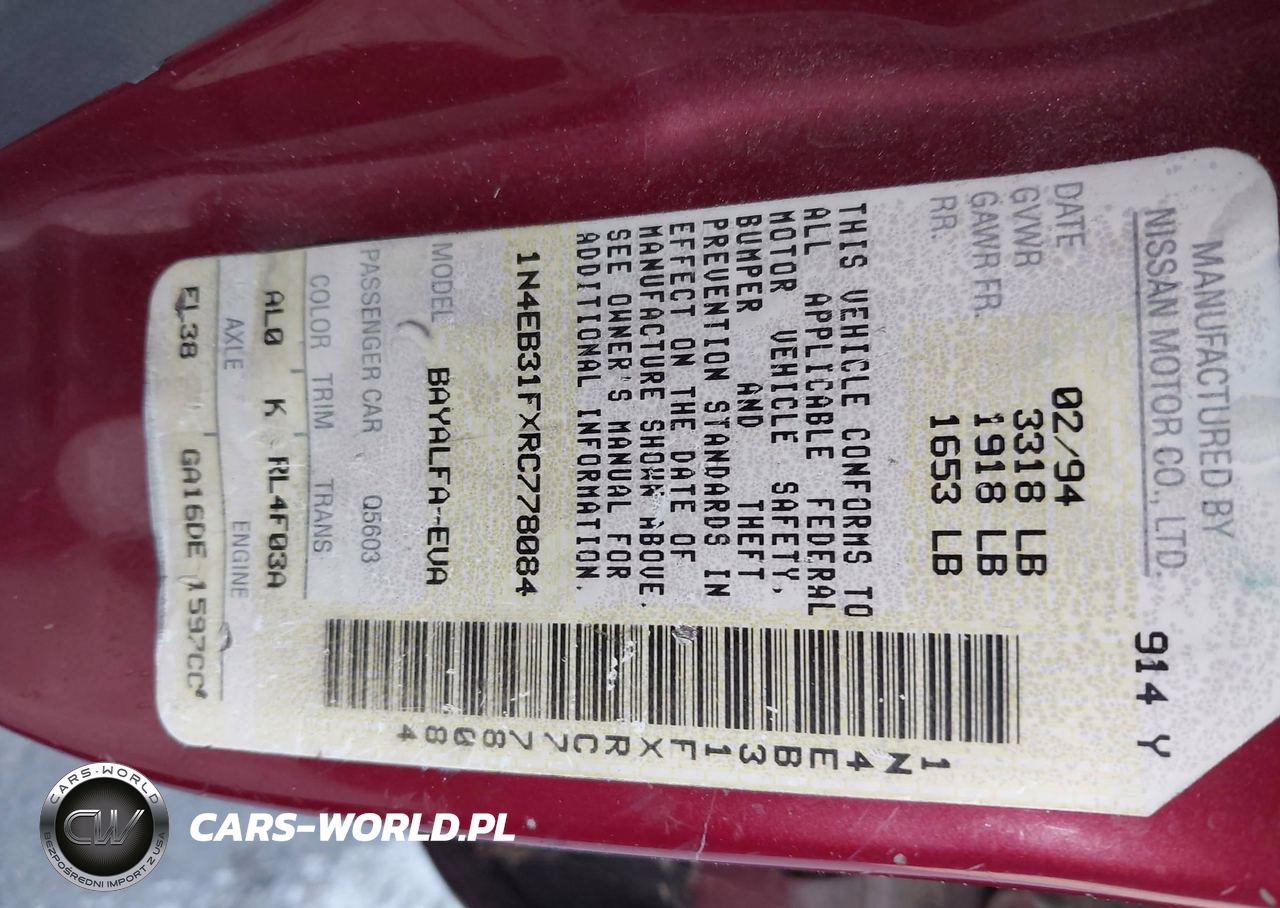 MANUFACTURED BY
NISSAN MOTOR CO., LTD.
914 Y
DATE 02/94
GVWR 3318 LB
GAWR FR. 1918 LB
RR. 1653 LB
THIS VEHICLE CONFORMS TO
ALL APPLICABLE FEDERAL
MOTOR VEHICLE SAFETY,
BUMPER AND THEFT
PREVENTION STANDARDS IN
EFFECT ON THE DATE OF
MANUFACTURE SHOWN ABOVE.
SEE OWNER'S MANUAL FOR
ADDITIONAL INFORMATION.
1N4EB31FXRC778084
MODEL BAYALFA--EVA
PASSENGER CAR Q5603
COLOR TRIM TRANS
AL0 K RL4F03A
AXLE ENGINE
FL38 GA16DE 1597CC
1N4EB31FXRC778084
CARS-WORLD
CW
BEZPOŚREDNI IMPORT Z USA
CARS-WORLD.PL